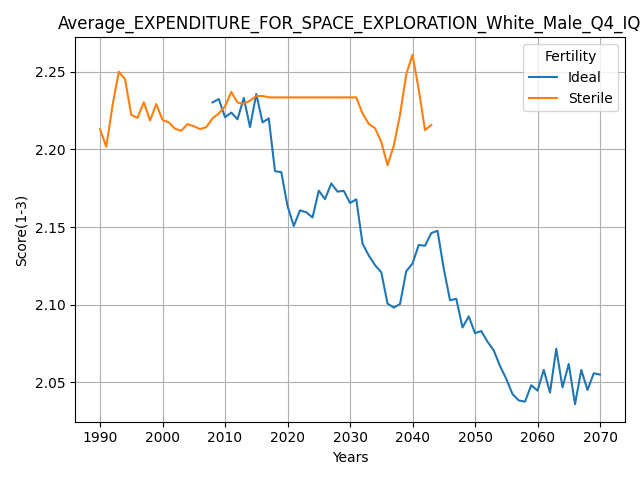 Average_EXPENDITURE_FOR_SPACE_EXPLORATION_White_Male_Q4_IQ
Fertility
Ideal
Sterile
2.25
2.20
2.15
2.10
2.05
Score(1-3)
1990 2000 2010 2020 2030 2040 2050 2060 2070
Years